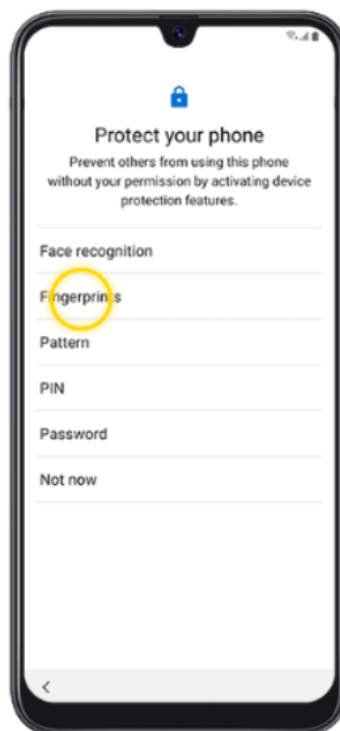 Protect your phone
Prevent others from using this phone
without your permission by activating device
protection features.
Face recognition
Fingerprints
Pattern
PIN
Password
Not now